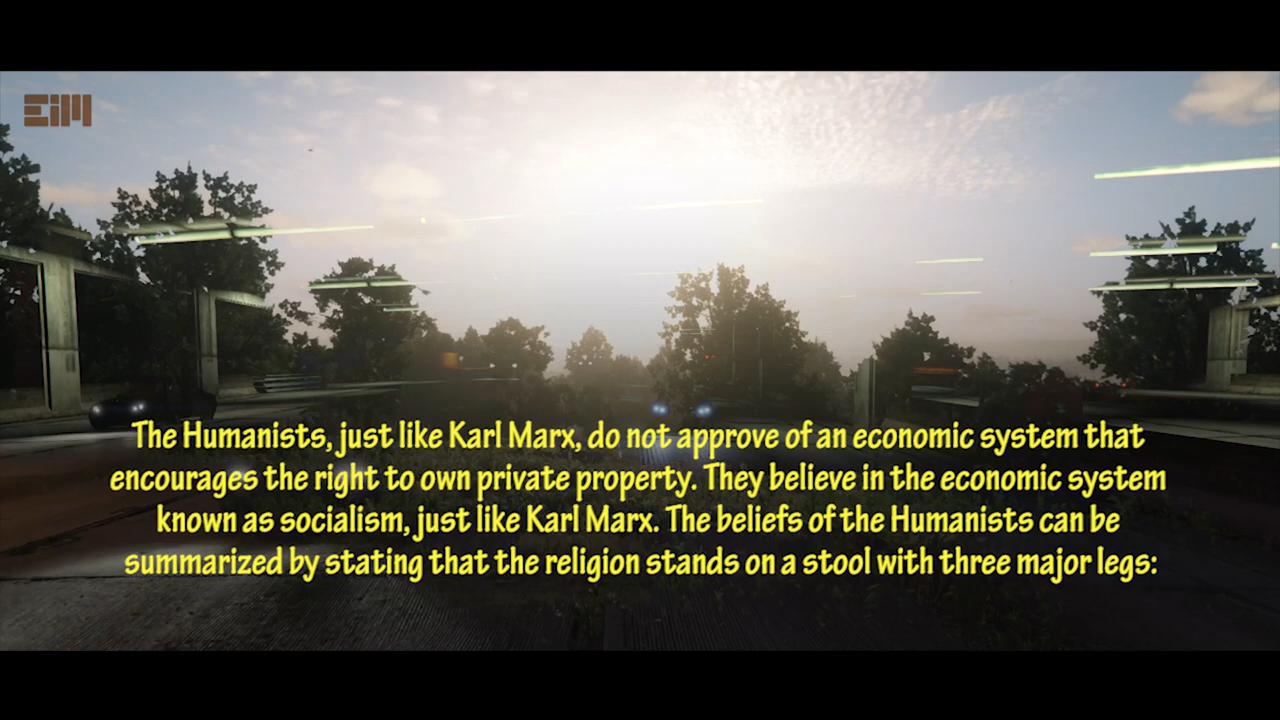 EiM
The Humanists, just like Karl Marx, do not approve of an economic system that
encourages the right to own private property. They believe in the economic system
known as socialism, just like Karl Marx. The beliefs of the Humanists can be
summarized by stating that the religion stands on a stool with three major legs: